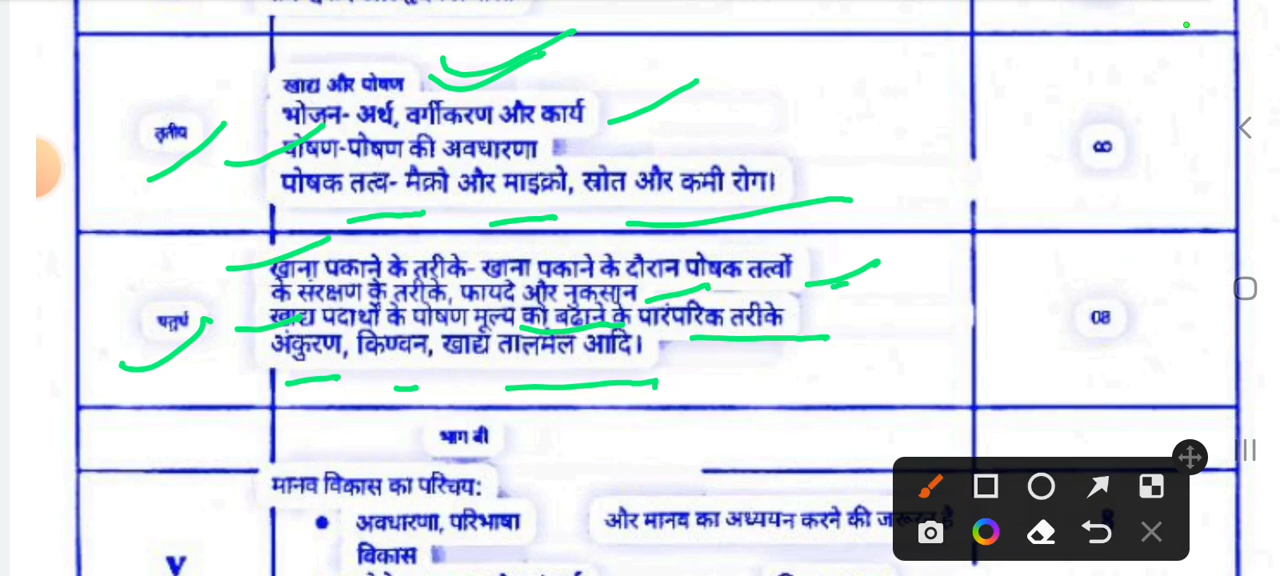 तृतीय
खाद्य और पोषण
भोजन- अर्थ, वर्गीकरण और कार्य
पोषण-पोषण की अवधारणा
पोषक तत्व- मैक्रो और माइक्रो, स्रोत और कमी रोग।
8
चतुर्थ
खाना पकाने के तरीके- खाना पकाने के दौरान पोषक तत्वों
के संरक्षण के तरीके, फायदे और नुकसान
खाद्य पदार्थों के पोषण मूल्य को बढ़ाने के पारंपरिक तरीके
अंकुरण, किण्वन, खाद्य तालमेल आदि।
08
भाग बी
V
मानव विकास का परिचय:
• अवधारणा, परिभाषा और मानव का अध्ययन करने की जरूरत है
विकास